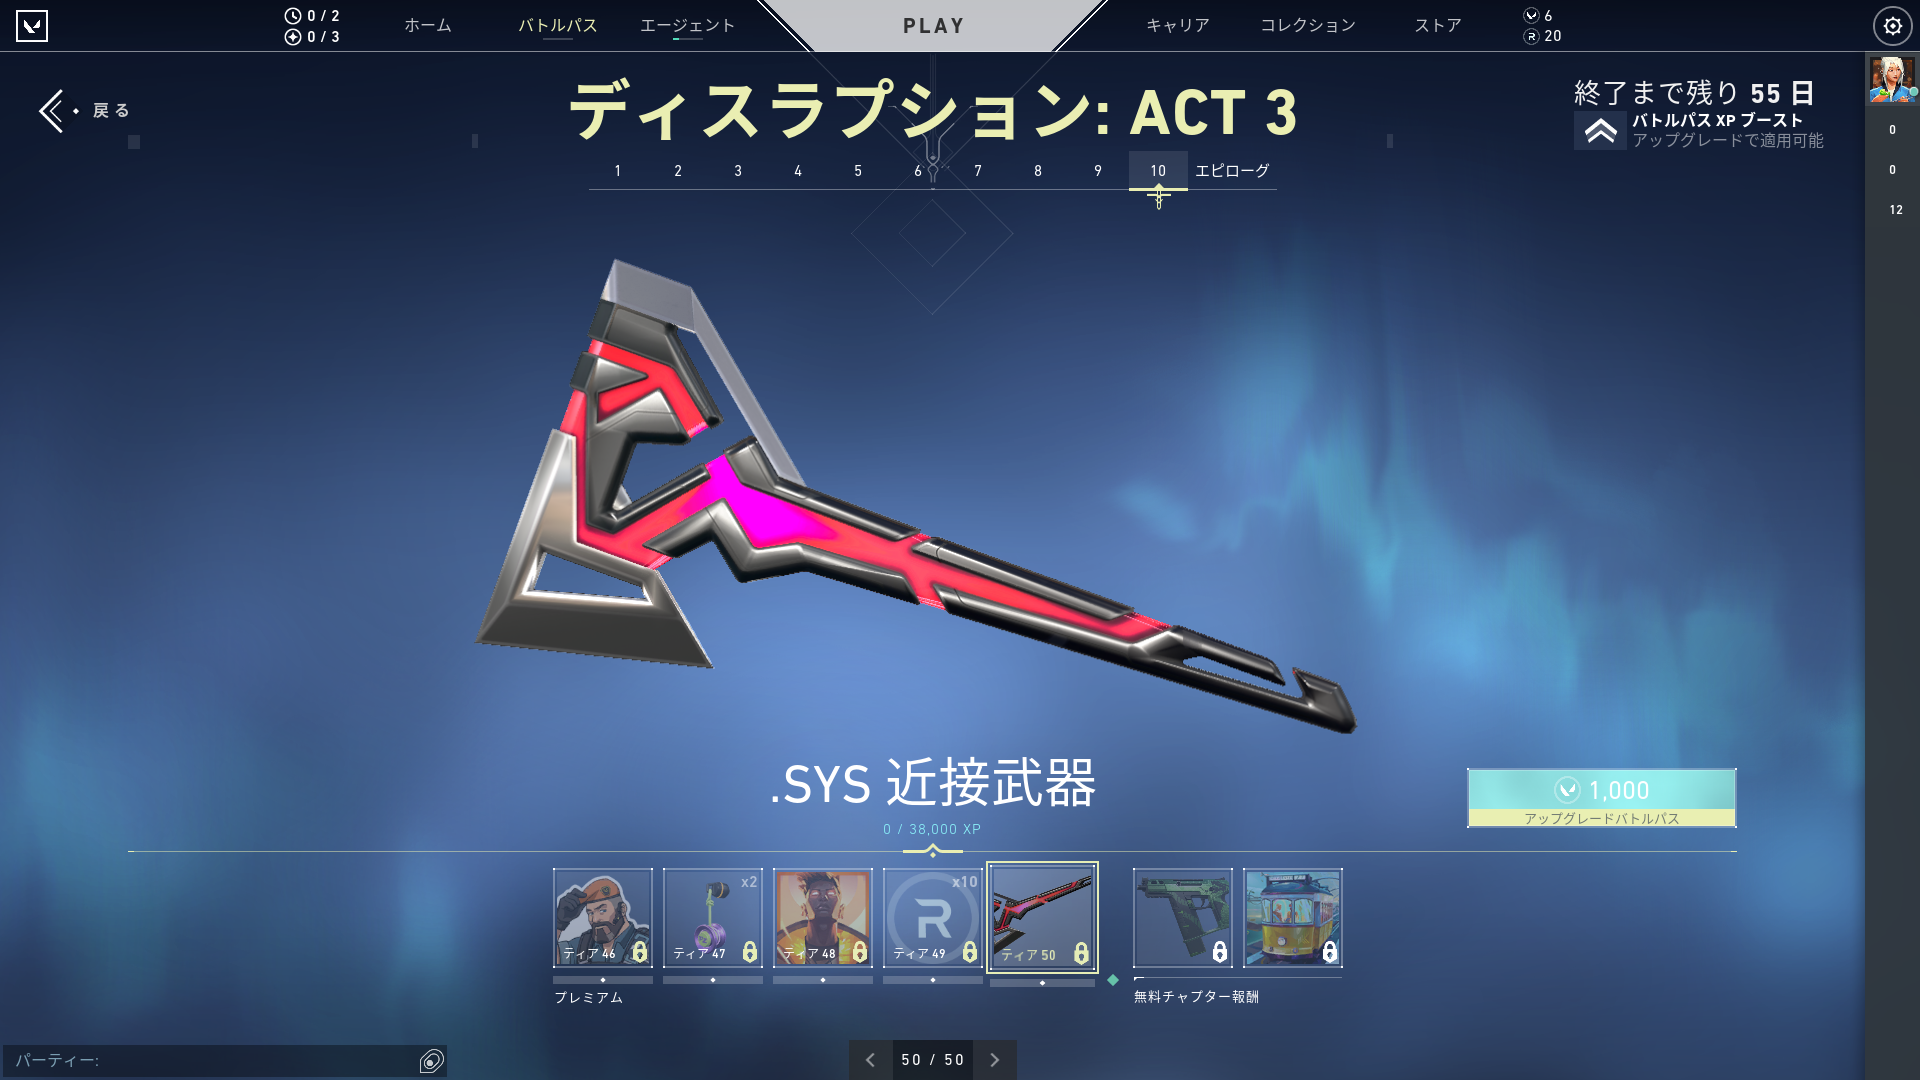 0 / 2
0 / 3
ホーム
バトルパス
エージェント
PLAY
キャリア
コレクション
ストア
6
20
戻る
ディスラプション: ACT 3
終了まで残り 55 日
バトルパス XP ブースト
アップグレードで適用可能
1 2 3 4 5 6 7 8 9 10 エピローグ
0
0
12
.SYS 近接武器
0 / 38,000 XP
1,000
アップグレードバトルパス
ティア 46
x2
ティア 47
ティア 48
x10
ティア 49
ティア 50
プレミアム
無料チャプター報酬
パーティー:
50 / 50